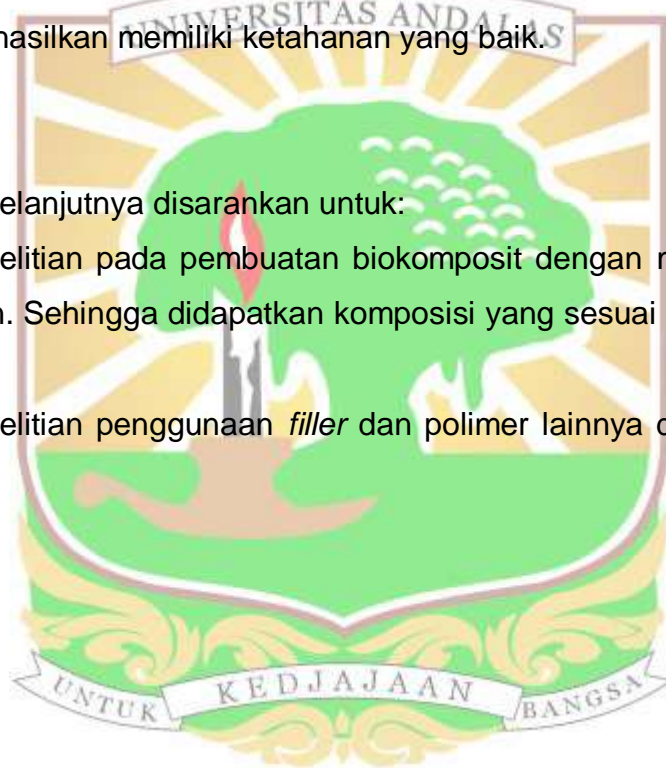 UNIVERSITAS ANDALAS
hasilkan memiliki ketahanan yang baik.
elanjutnya disarankan untuk:
elitian pada pembuatan biokomposit dengan
n. Sehingga didapatkan komposisi yang sesuai
elitian penggunaan filler dan polimer lainnya
UNTUK KEDJAJAAN BANGSA